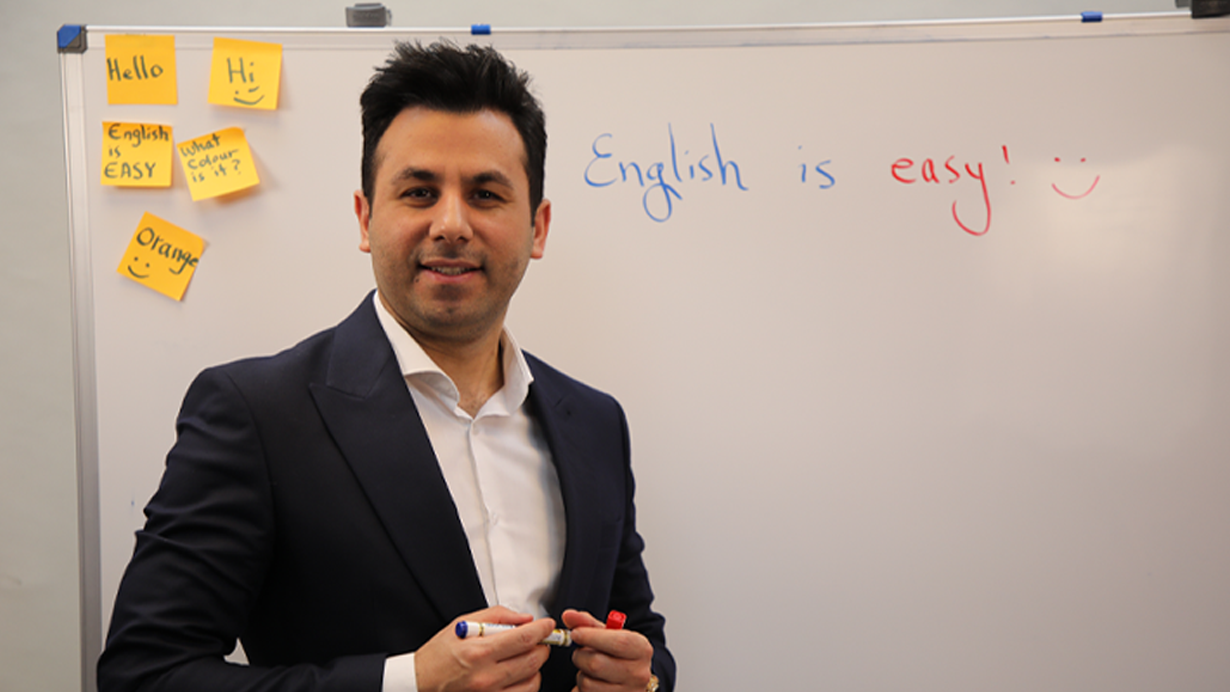 Hello
Hi
English
is
EASY
What
colour
is it?
Orange
English is easy!